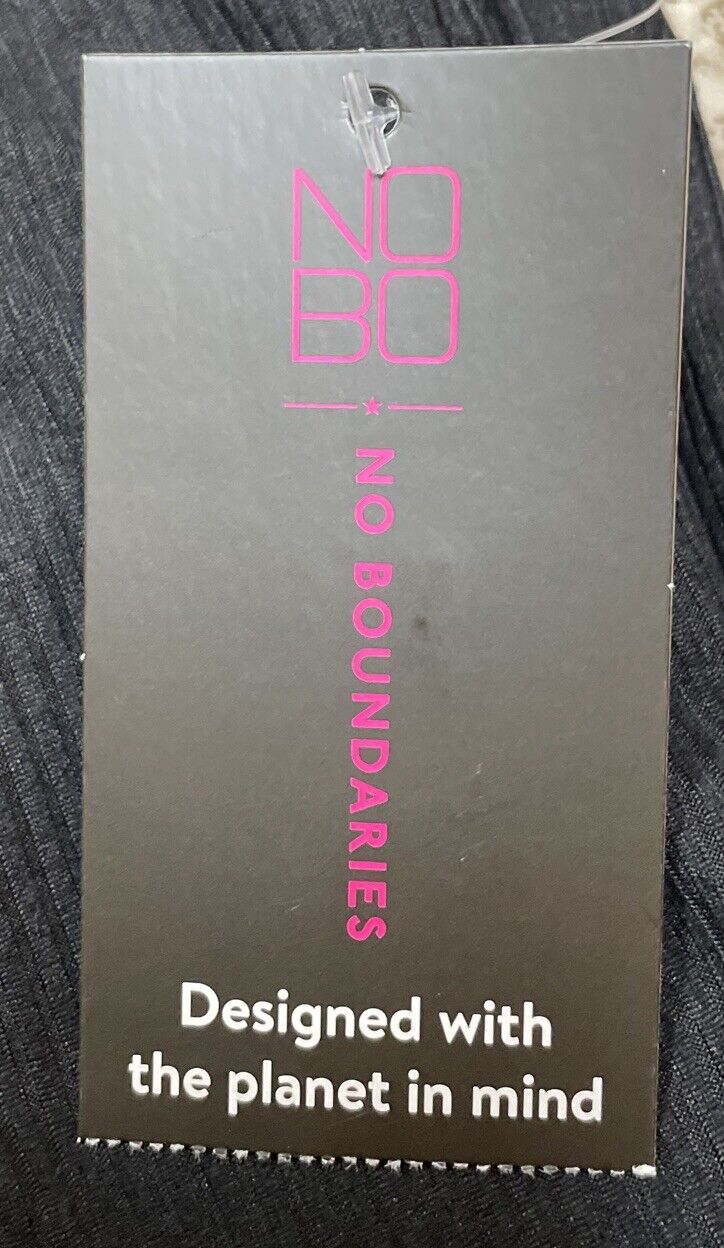 NO
BO
NO BOUNDARIES
Designed with
the planet in mind